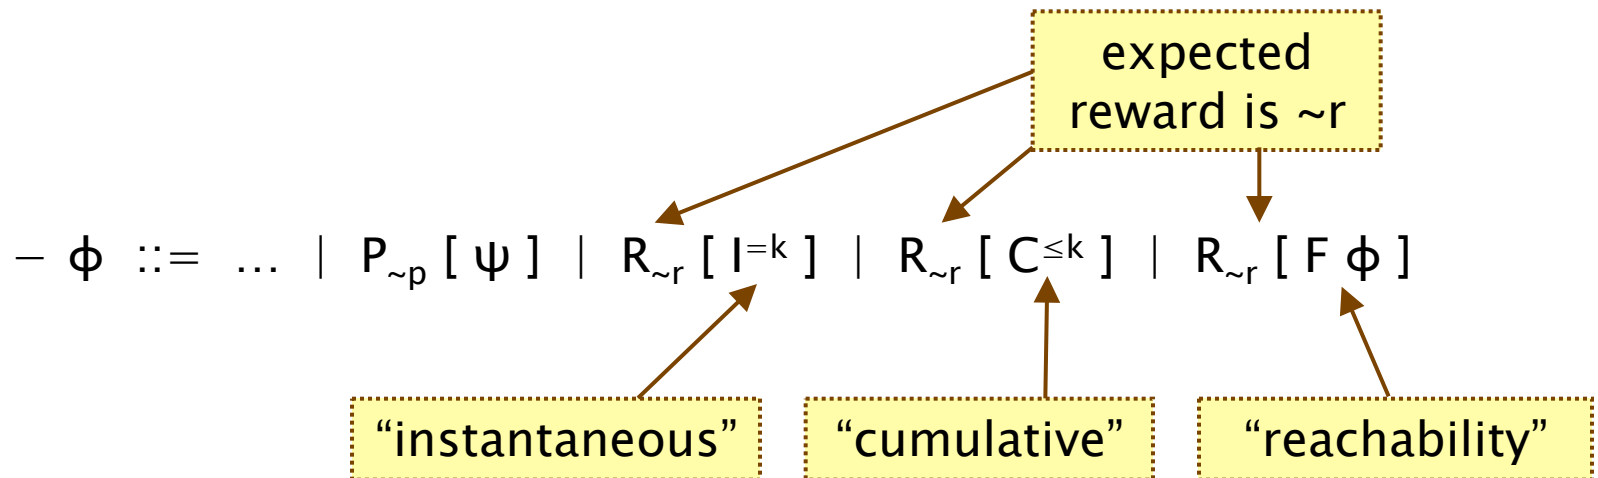 expected
reward is ~r
– ϕ ::= … | P~p [ ψ ] | R~r [ I=k ] | R~r [ C≤k ] | R~r [ F ϕ ]
“instantaneous”
“cumulative”
“reachability”